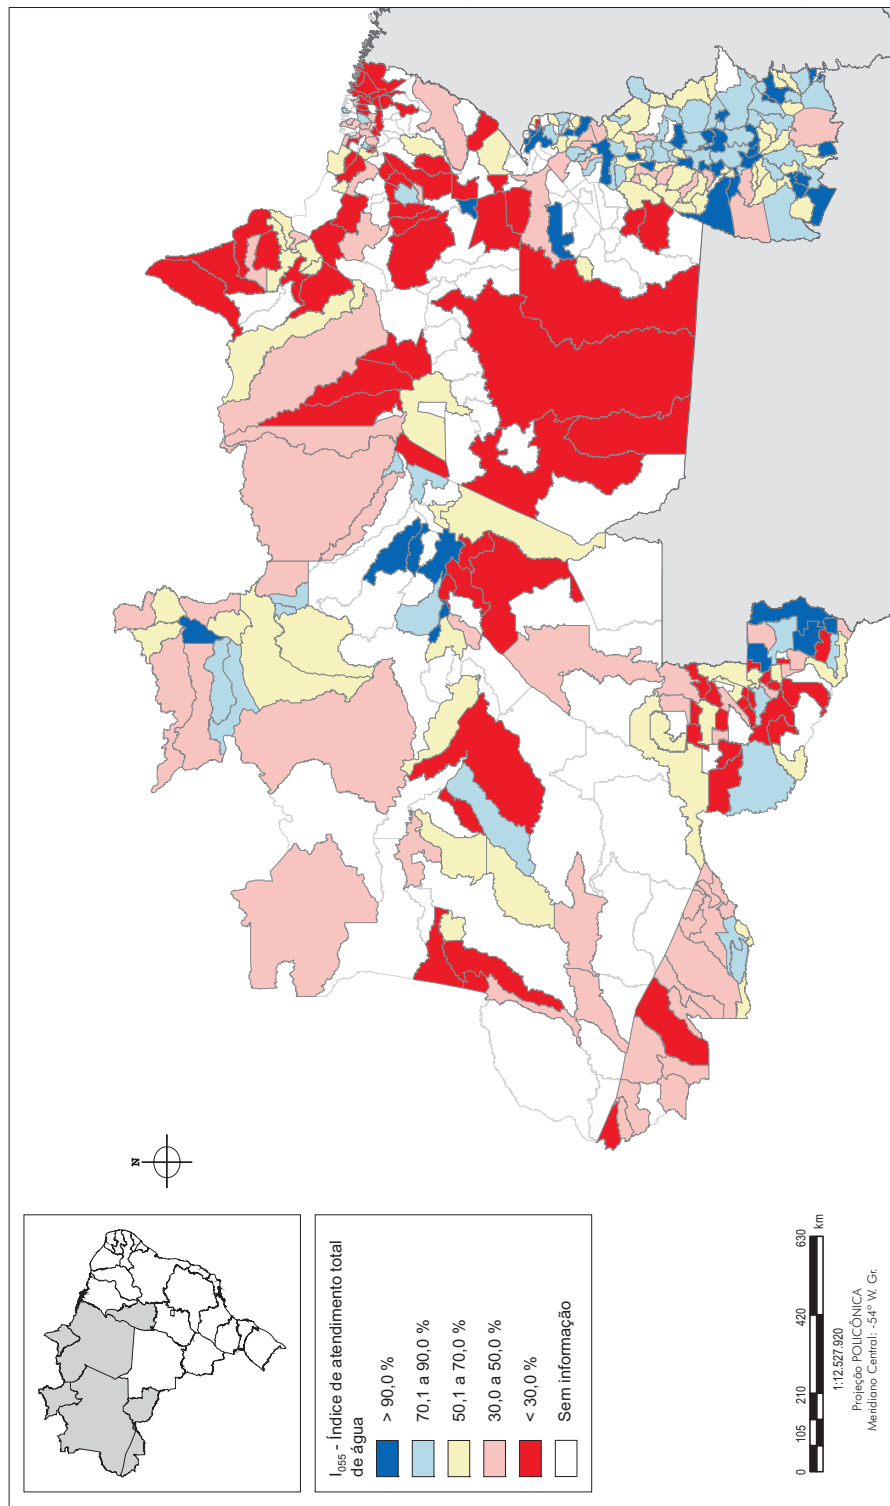 N
I055 - Índice de atendimento total
de água
> 90,0 %
70,1 a 90,0 %
50,1 a 70,0 %
30,0 a 50,0 %
< 30,0 %
Sem informação
0 105 210 420 630
km
1:12.527.920
Projeção POLICÔNICA
Meridiano Central: -54° W. Gr.